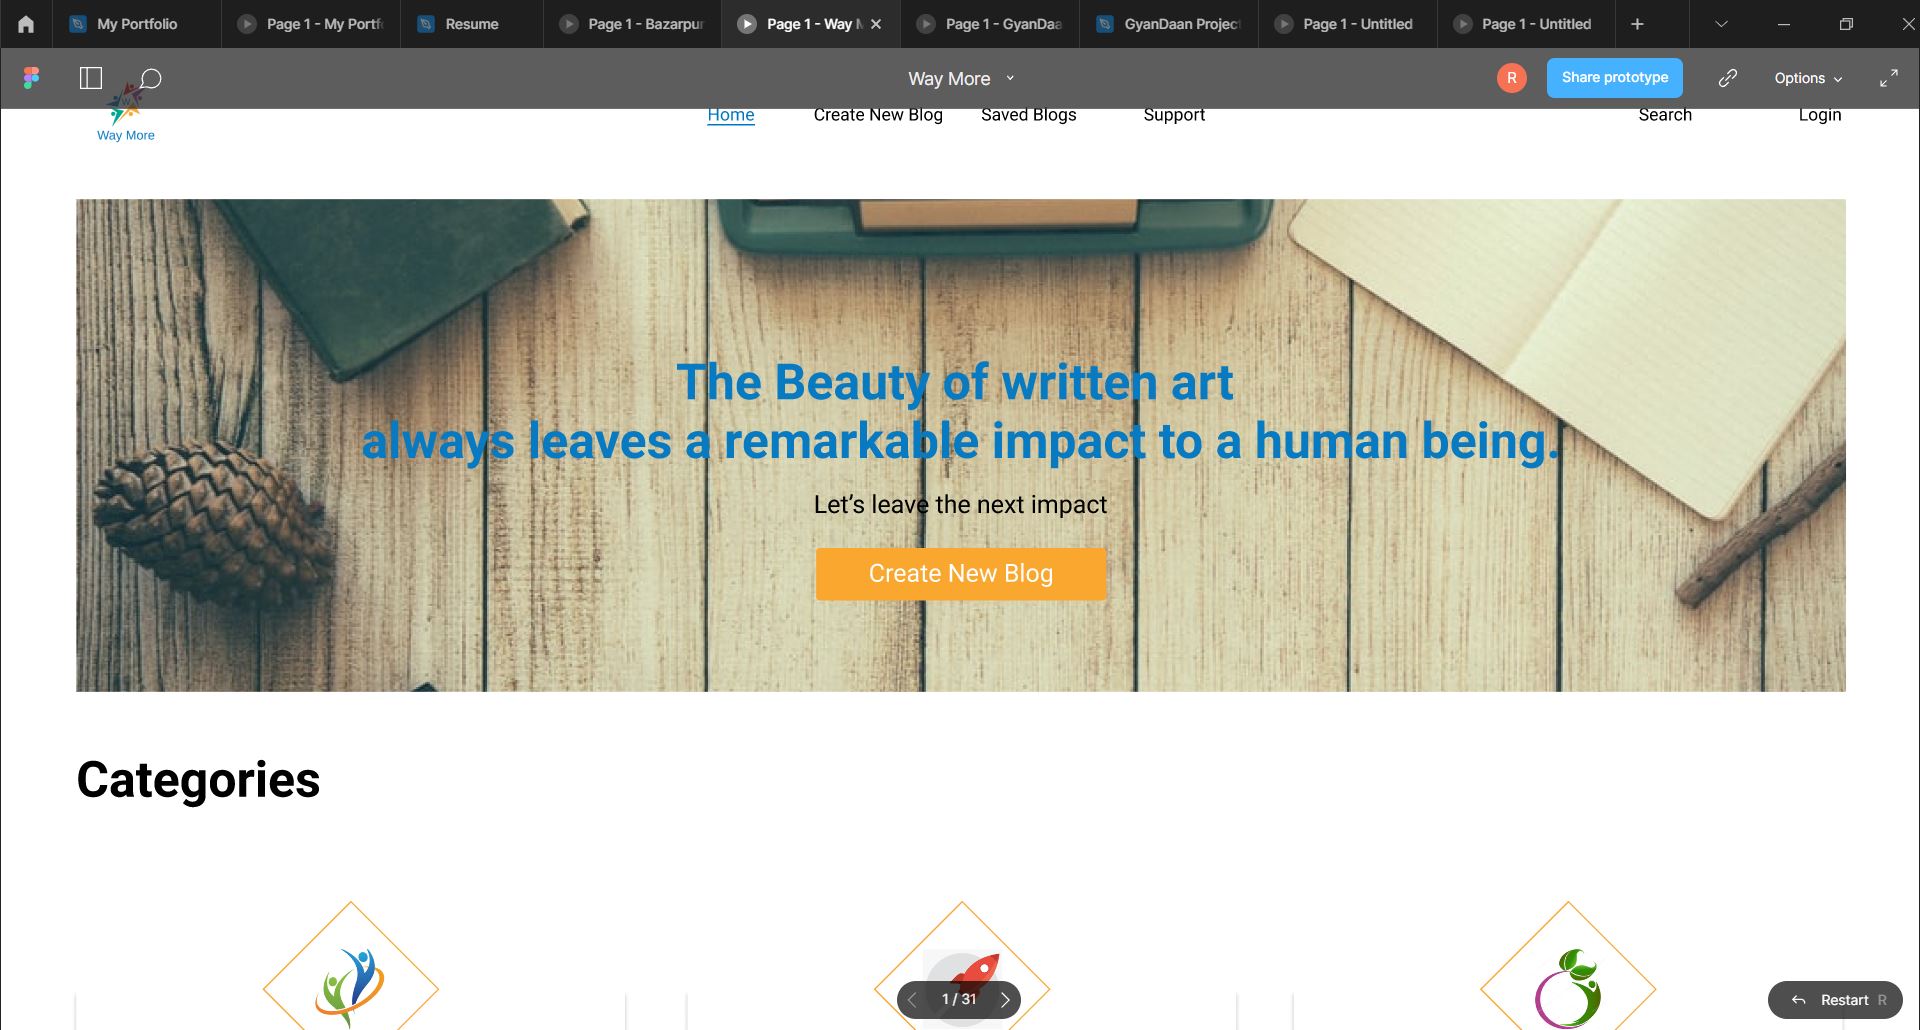 My Portfolio
Page 1 - My Portf
Resume
Page 1 - Bazarpur
Page 1 - Way M
Page 1 - GyanDaa
GyanDaan Project
Page 1 - Untitled
Page 1 - Untitled
Way More
R
Share prototype
Options
Way More
Home
Create New Blog
Saved Blogs
Support
Search
Login
The Beauty of written art
always leaves a remarkable impact to a human being.
Let’s leave the next impact
Create New Blog
Categories
1 / 31
Restart R